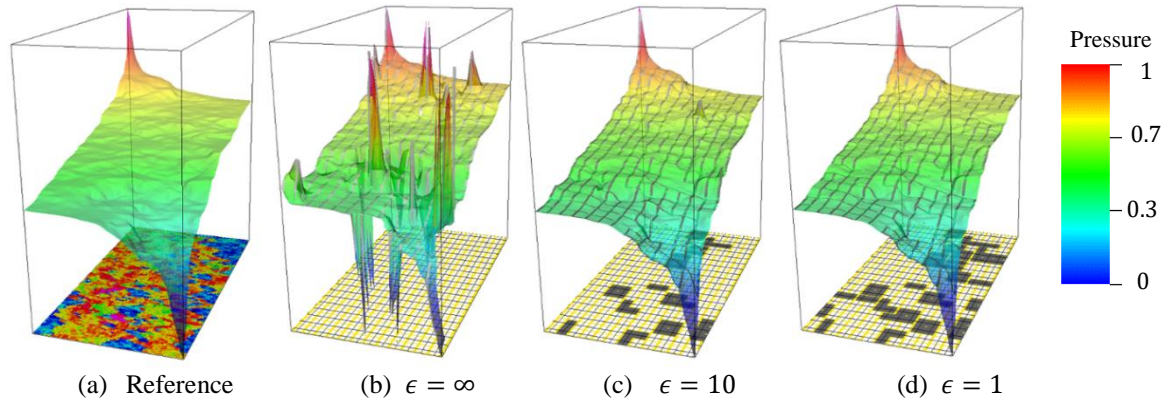 Pressure
1
0.7
0.3
0
(a) Reference
(b) ϵ = ∞
(c) ϵ = 10
(d) ϵ = 1